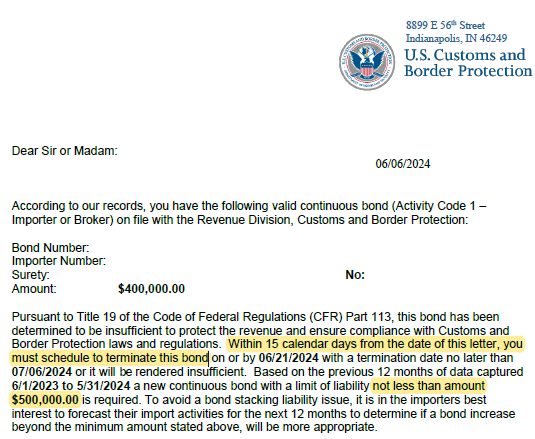 8899 E 56th Street
Indianapolis, IN 46249
U.S. Customs and
Border Protection
Dear Sir or Madam:
06/06/2024
According to our records, you have the following valid continuous bond (Activity Code 1 –
Importer or Broker) on file with the Revenue Division, Customs and Border Protection:
Bond Number:
Importer Number:
Surety: No:
Amount: $400,000.00
Pursuant to Title 19 of the Code of Federal Regulations (CFR) Part 113, this bond has been
determined to be insufficient to protect the revenue and ensure compliance with Customs and
Border Protection laws and regulations. Within 15 calendar days from the date of this letter, you
must schedule to terminate this bond on or by 06/21/2024 with a termination date no later than
07/06/2024 or it will be rendered insufficient. Based on the previous 12 months of data captured
6/1/2023 to 5/31/2024 a new continuous bond with a limit of liability not less than amount
$500,000.00 is required. To avoid a bond stacking liability issue, it is in the importers best
interest to forecast their import activities for the next 12 months to determine if a bond increase
beyond the minimum amount stated above, will be more appropriate.